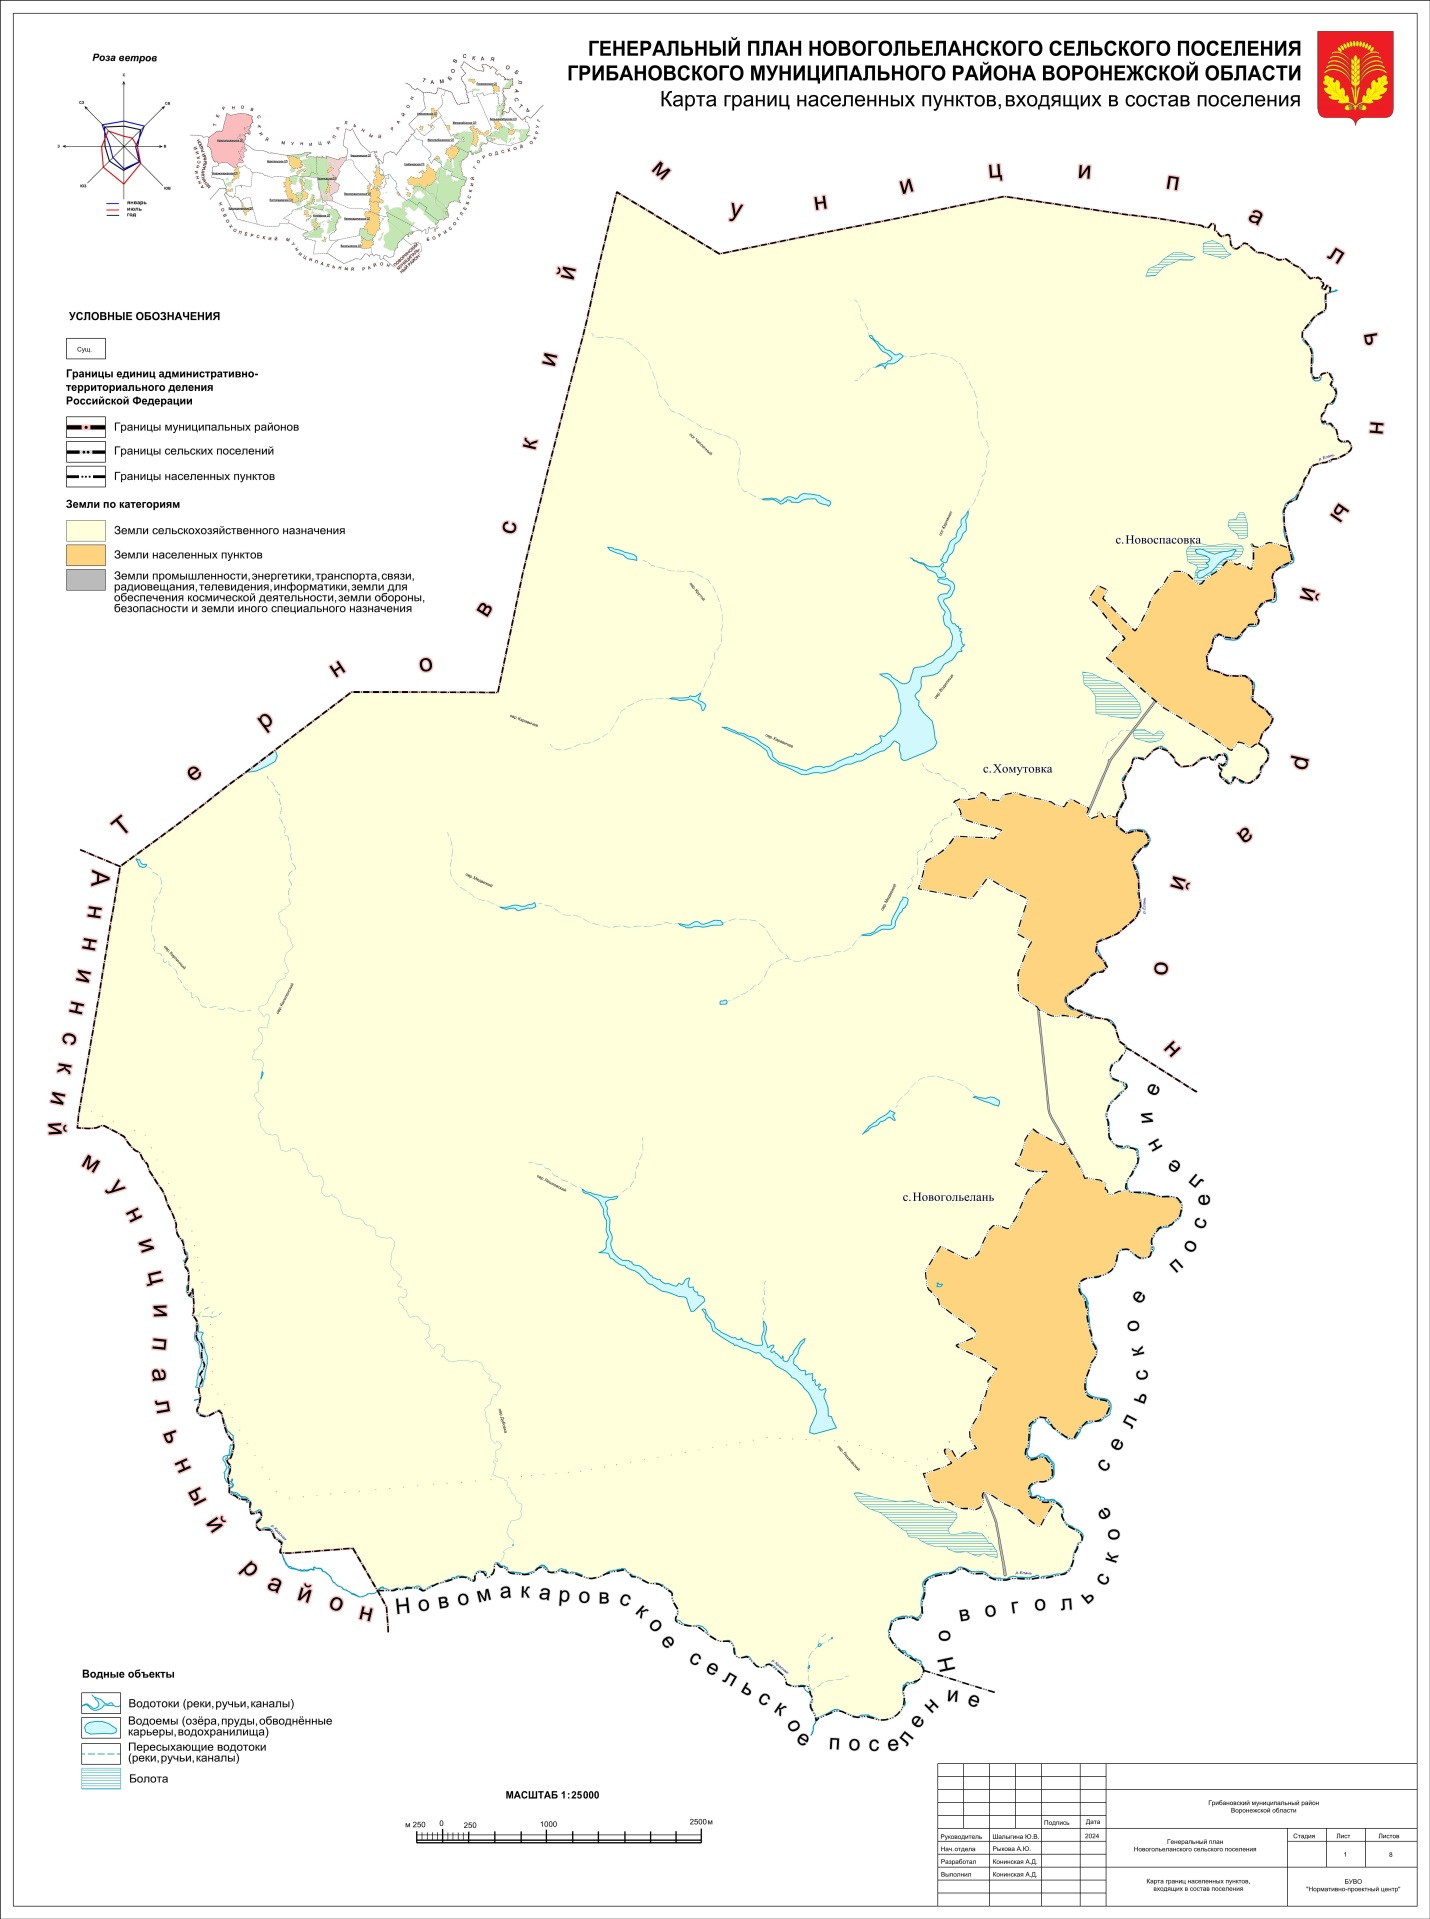 ГЕНЕРАЛЬНЫЙ ПЛАН НОВОГОЛЬЕЛАНСКОГО СЕЛЬСКОГО ПОСЕЛЕНИЯ
ГРИБАНОВСКОГО МУНИЦИПАЛЬНОГО РАЙОНА ВОРОНЕЖСКОЙ ОБЛАСТИ
Карта границ населенных пунктов, входящих в состав поселения
Роза ветров
С
СЗ
СВ
З
В
ЮЗ
ЮВ
январь
июль
год
УСЛОВНЫЕ ОБОЗНАЧЕНИЯ
Сущ.
Границы единиц административно-
территориального деления
Российской Федерации
Границы муниципальных районов
Границы сельских поселений
Границы населенных пунктов
Земли по категориям
Земли сельскохозяйственного назначения
Земли населенных пунктов
Земли промышленности, энергетики, транспорта, связи,
радиовещания, телевидения, информатики, земли для
обеспечения космической деятельности, земли обороны,
безопасности и земли иного специального назначения
Терновский муниципальный район
Аннинский муниципальный район
с. Новоспасовка
с. Хомутовка
с. Новогольелань
Новомакаровское сельское поселение
Новогольское сельское поселение
Водные объекты
Водотоки (реки, ручьи, каналы)
Водоемы (озёра, пруды, обводнённые
карьеры, водохранилища)
Пересыхающие водотоки
(реки, ручьи, каналы)
Болота
МАСШТАБ 1:25000
м 250 0 250 1000 2500м
Подпись Дата
Руководитель Шалыгина Ю.В. 2024
Нач.отдела Рыкова А.Ю.
Разработал Конинская А.Д.
Выполнил Конинская А.Д.
Грибановский муниципальный район
Воронежской области
Генеральный план
Новогольеланского сельского поселения
Стадия Лист Листов
1 8
Карта границ населенных пунктов,
входящих в состав поселения
БУВО
"Нормативно-проектный центр"